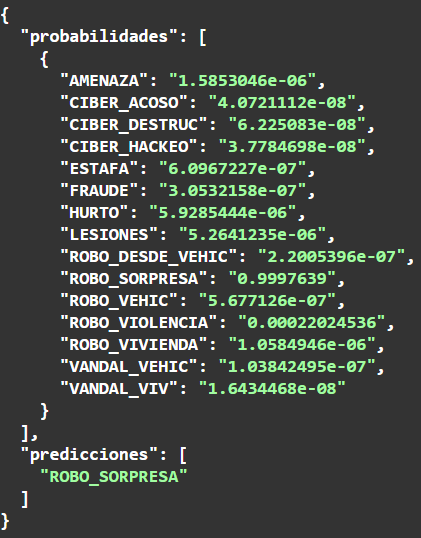 {
  "probabilidades": [
    {
      "AMENAZA": "1.5853046e-06",
      "CIBER_ACOSO": "4.0721112e-08",
      "CIBER_DESTRUC": "6.225083e-08",
      "CIBER_HACKEO": "3.7784698e-08",
      "ESTAFA": "6.0967227e-07",
      "FRAUDE": "3.0532158e-07",
      "HURTO": "5.9285444e-06",
      "LESIONES": "5.2641235e-06",
      "ROBO_DESDE_VEHIC": "2.2005396e-07",
      "ROBO_SORPRESA": "0.9997639",
      "ROBO_VEHIC": "5.677126e-07",
      "ROBO_VIOLENCIA": "0.00022024536",
      "ROBO_VIVIENDA": "1.0584946e-06",
      "VANDAL_VEHIC": "1.03842495e-07",
      "VANDAL_VIV": "1.6434468e-08"
    }
  ],
  "predicciones": [
    "ROBO_SORPRESA"
  ]
}